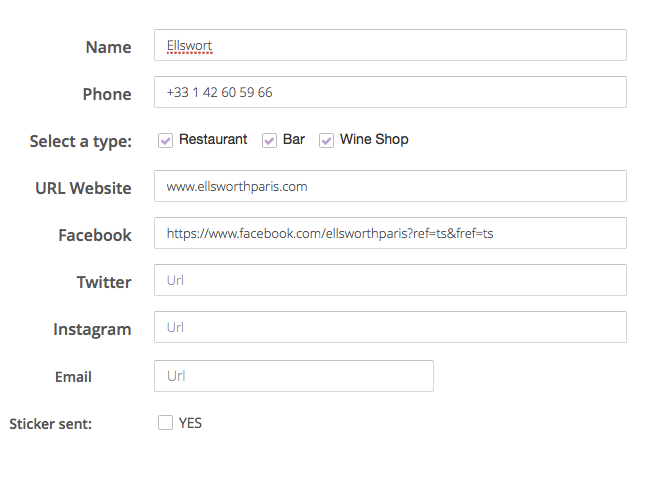 Name Ellswort
Phone +33 1 42 60 59 66
Select a type: Restaurant Bar Wine Shop
URL Website www.ellsworthparis.com
Facebook https://www.facebook.com/ellsworthparis?ref=ts&fref=ts
Twitter Url
Instagram Url
Email Url
Sticker sent: YES